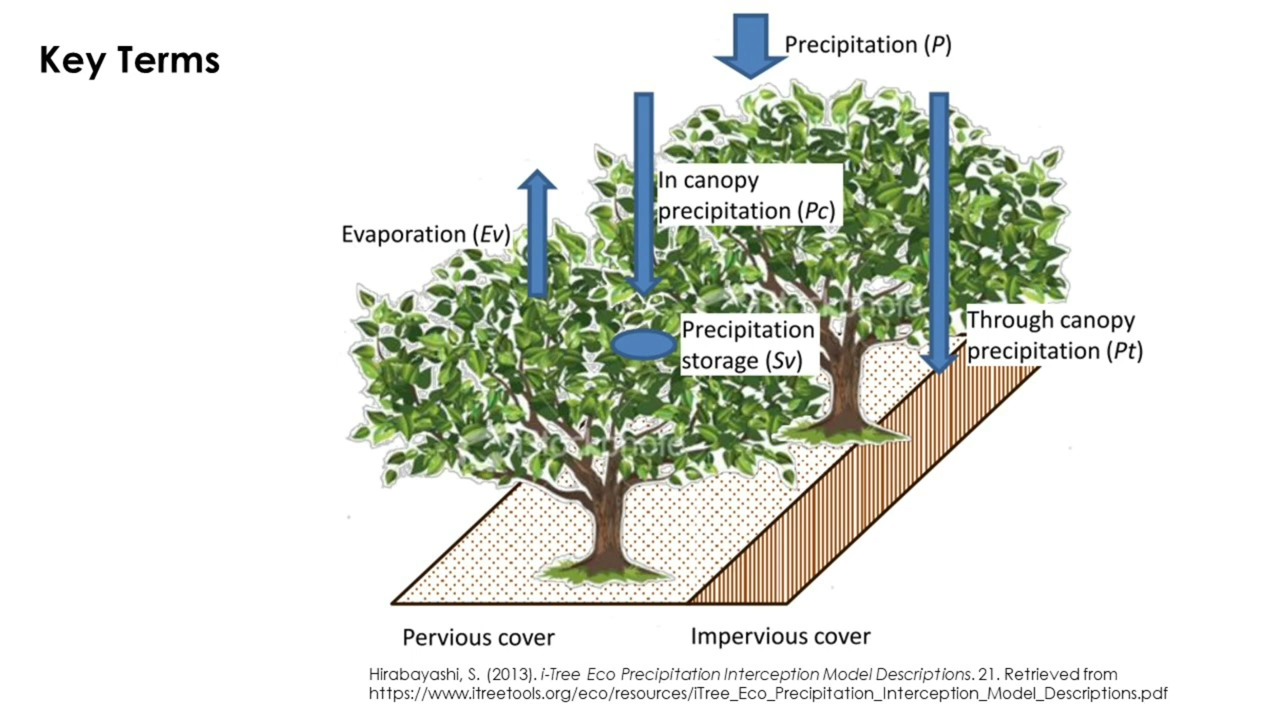 Key Terms
Precipitation (P)
In canopy
precipitation (Pc)
Evaporation (Ev)
Precipitation
storage (Sv)
Through canopy
precipitation (Pt)
Pervious cover
Impervious cover
Hirabayashi, S. (2013). i-Tree Eco Precipitation Interception Model Descriptions. 21. Retrieved from
https://www.itreetools.org/eco/resources/iTree_Eco_Precipitation_Interception_Model_Descriptions.pdf